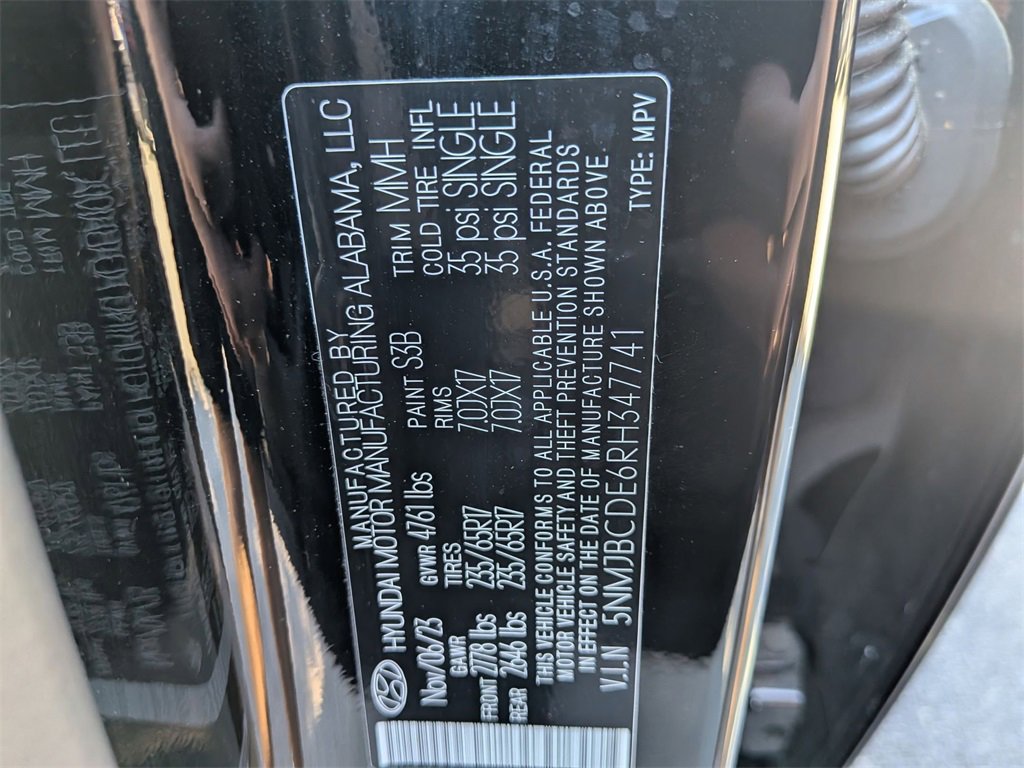 MANUFACTURED BY
HYUNDAI MOTOR MANUFACTURING ALABAMA, LLC
Nov/06/23 GVWR 4761 lbs PAINT S3B TRIM MMH
GAWR TIRES RIMS COLD TIRE INFL
FRONT 2778 lbs 235/65R17 7.0JX17 35 psi SINGLE
REAR 2646 lbs 235/65R17 7.0JX17 35 psi SINGLE
THIS VEHICLE CONFORMS TO ALL APPLICABLE U.S.A. FEDERAL
MOTOR VEHICLE SAFETY AND THEFT PREVENTION STANDARDS
IN EFFECT ON THE DATE OF MANUFACTURE SHOWN ABOVE.
V.I.N 5NMJBCDE6RH347741 TYPE: MPV